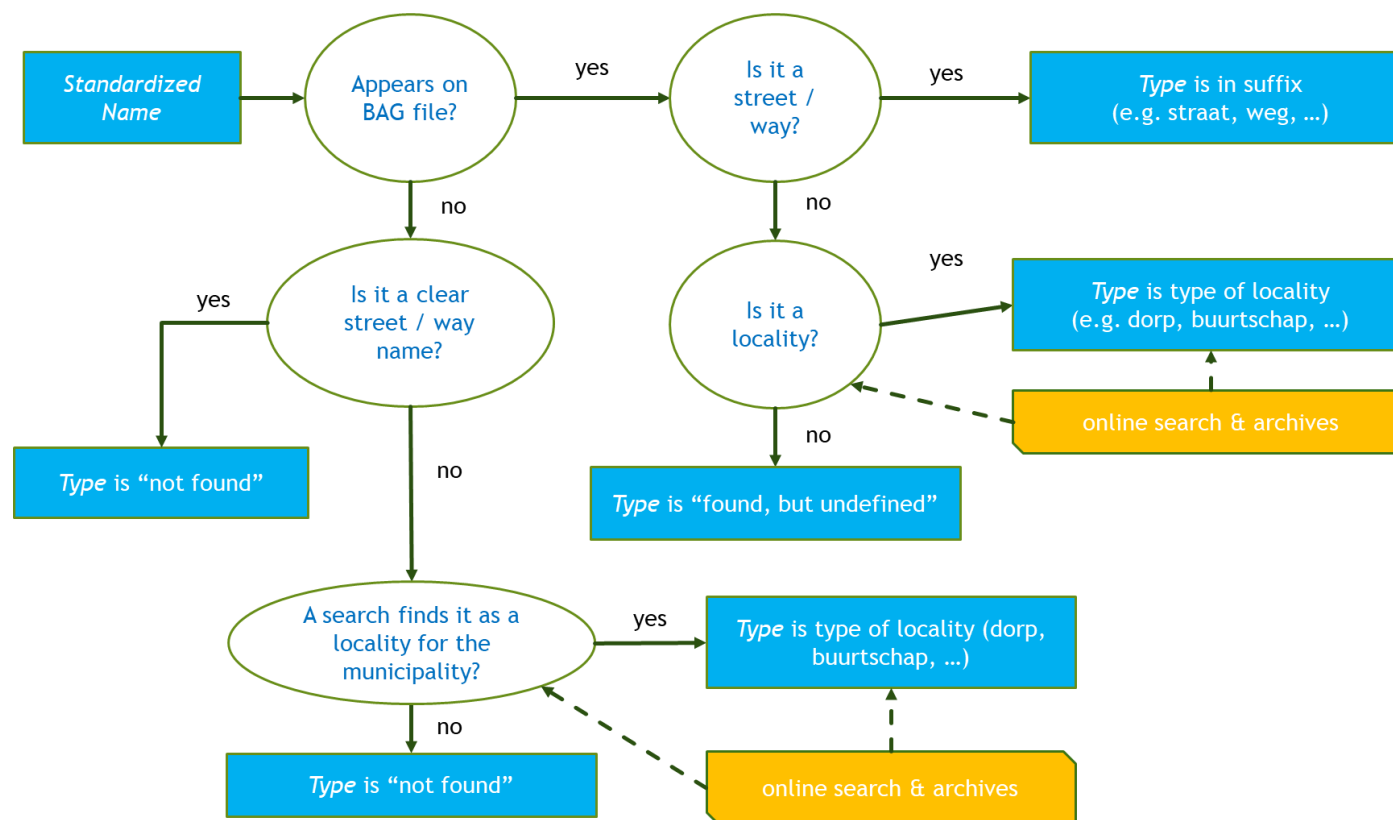 Standardized
Name
Appears on
BAG file?
yes
Is it a
street /
way?
yes
Type is in suffix
(e.g. straat, weg, …)
no
no
Is it a clear
street / way
name?
yes
Is it a
locality?
yes
Type is type of locality
(e.g. dorp, buurtschap, …)
online search & archives
no
no
Type is “not found”
Type is “found, but undefined”
A search finds it as a
locality for the
municipality?
yes
Type is type of locality (dorp,
buurtschap, …)
no
Type is “not found”
online search & archives